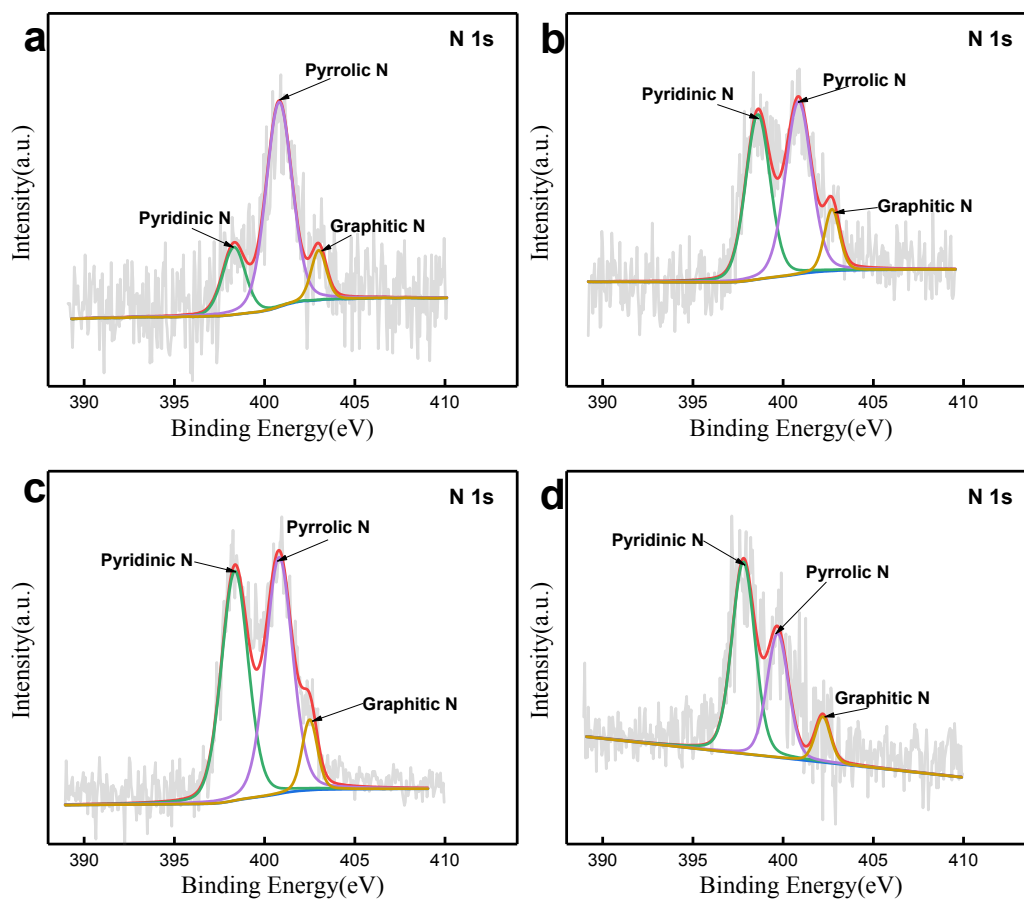 a
N 1s
Pyrrolic N
Pyridinic N
Graphitic N
Intensity(a.u.)
390 395 400 405 410
Binding Energy(eV)
b
N 1s
Pyridinic N
Pyrrolic N
Graphitic N
Intensity(a.u.)
390 395 400 405 410
Binding Energy(eV)
c
N 1s
Pyrrolic N
Pyridinic N
Graphitic N
Intensity(a.u.)
390 395 400 405 410
Binding Energy(eV)
d
N 1s
Pyridinic N
Pyrrolic N
Graphitic N
Intensity(a.u.)
390 395 400 405 410
Binding Energy(eV)